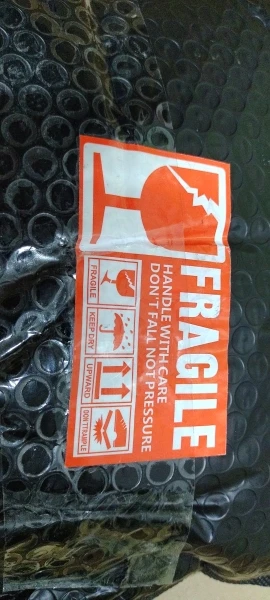 FRAGILE
HANDLE WITH CARE
DON'T FALL NOT PRESSURE
FRAGILE
KEEP DRY
UPWARD
DON'T TRAMPLE